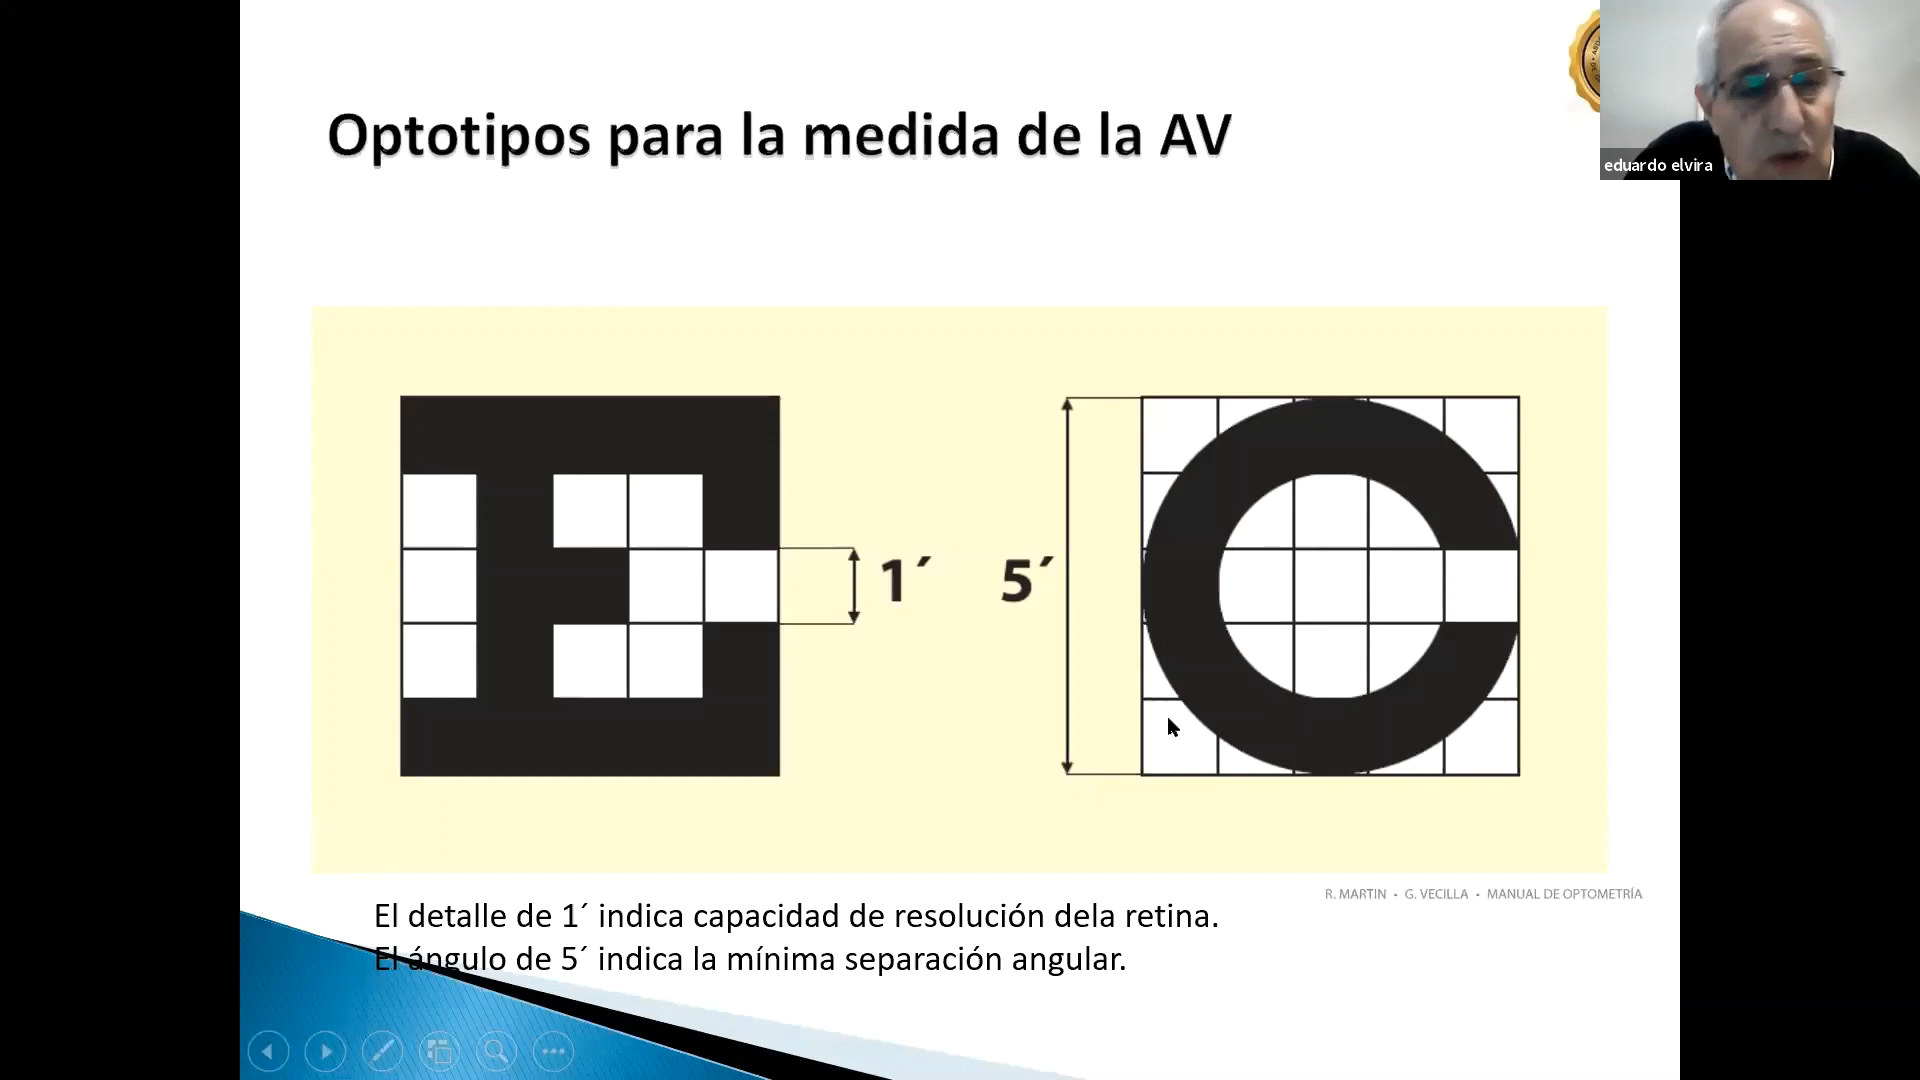 Optotipos para la medida de la AV
eduardo elvira
E
1´
5´
C
R. MARTIN • G. VECILLA • MANUAL DE OPTOMETRÍA
El detalle de 1´ indica capacidad de resolución dela retina.
El ángulo de 5´ indica la mínima separación angular.